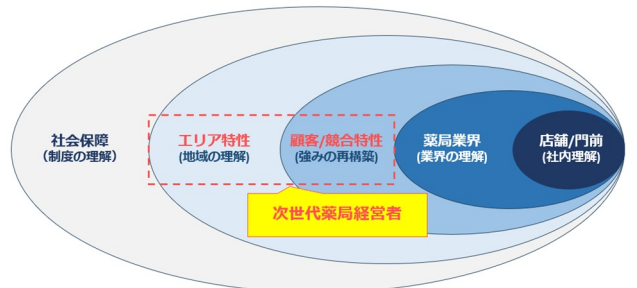 社会保障
（制度の理解）
エリア特性
(地域の理解)
顧客/競合特性
(強みの再構築)
薬局業界
(業界の理解)
店舗/門前
(社内理解)
次世代薬局経営者